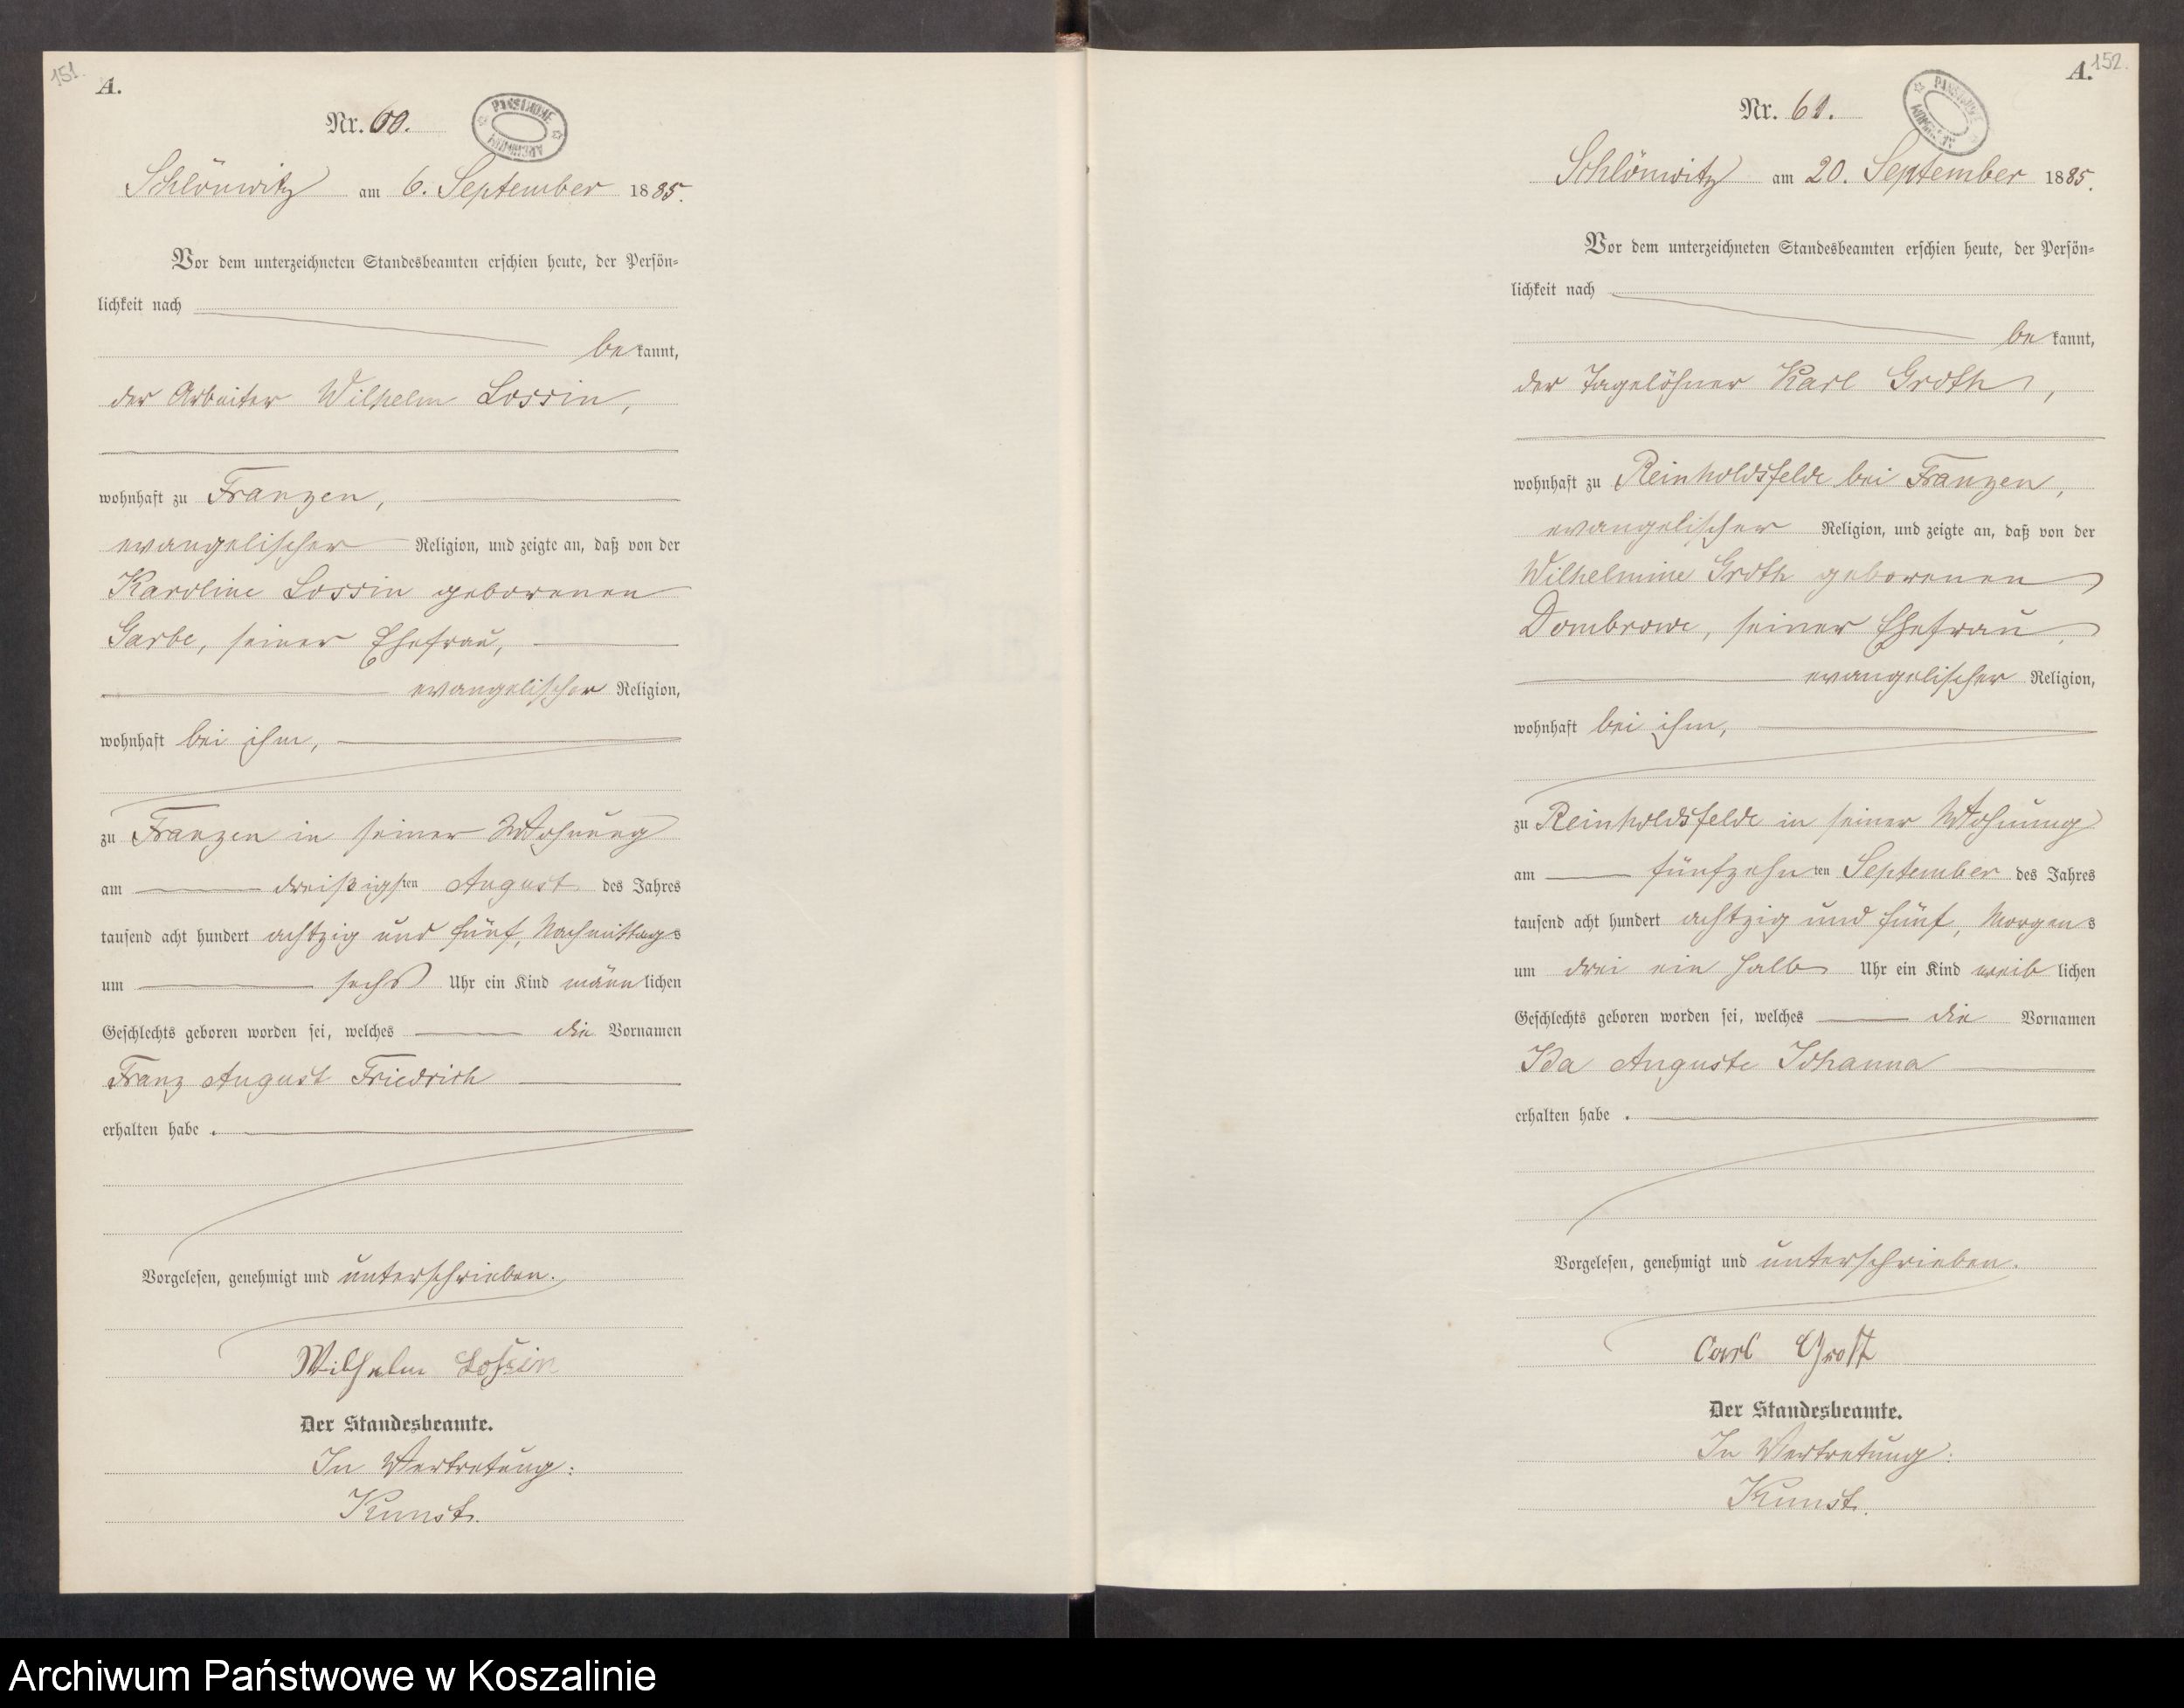 151.
A.
Nr. 60.
PAŃSTWOWE
ARCHIWUM
Schlönwitz am 6. September 1885.
Vor dem unterzeichneten Standesbeamten erschien heute, der Persön=
lichkeit nach
bekannt,
der Arbeiter Wilhelm Lossin,
wohnhaft zu Franzen,
evangelischer Religion, und zeigte an, daß von der
Karoline Lossin geborenen
Garbe, seiner Ehefrau,
evangelischer Religion,
wohnhaft bei ihm,
zu Franzen in seiner Wohnung
am dreißigsten August des Jahres
tausend acht hundert achtzig und fünf, Nachmittags
um sechs Uhr ein Kind männlichen
Geschlechts geboren worden sei, welches die Vornamen
Franz August Friedrich
erhalten habe.
Vorgelesen, genehmigt und unterschrieben.
Wilhelm Lossin
Der Standesbeamte.
In Vertretung:
Kunst.
152.
A.
Nr. 61.
PAŃSTWOWE
ARCHIWUM
Schlönwitz am 20. September 1885.
Vor dem unterzeichneten Standesbeamten erschien heute, der Persön=
lichkeit nach
bekannt,
der Tagelöhner Karl Groth,
wohnhaft zu Reinholdsfelde bei Franzen,
evangelischer Religion, und zeigte an, daß von der
Wilhelmine Groth geborenen
Dombrowe, seiner Ehefrau,
evangelischer Religion,
wohnhaft bei ihm,
zu Reinholdsfelde in seiner Wohnung
am fünfzehnten September des Jahres
tausend acht hundert achtzig und fünf, Morgens
um drei ein halb Uhr ein Kind weiblichen
Geschlechts geboren worden sei, welches die Vornamen
Ida Auguste Johanna
erhalten habe.
Vorgelesen, genehmigt und unterschrieben.
Carl Groth
Der Standesbeamte.
In Vertretung:
Kunst.
Archiwum Państwowe w Koszalinie